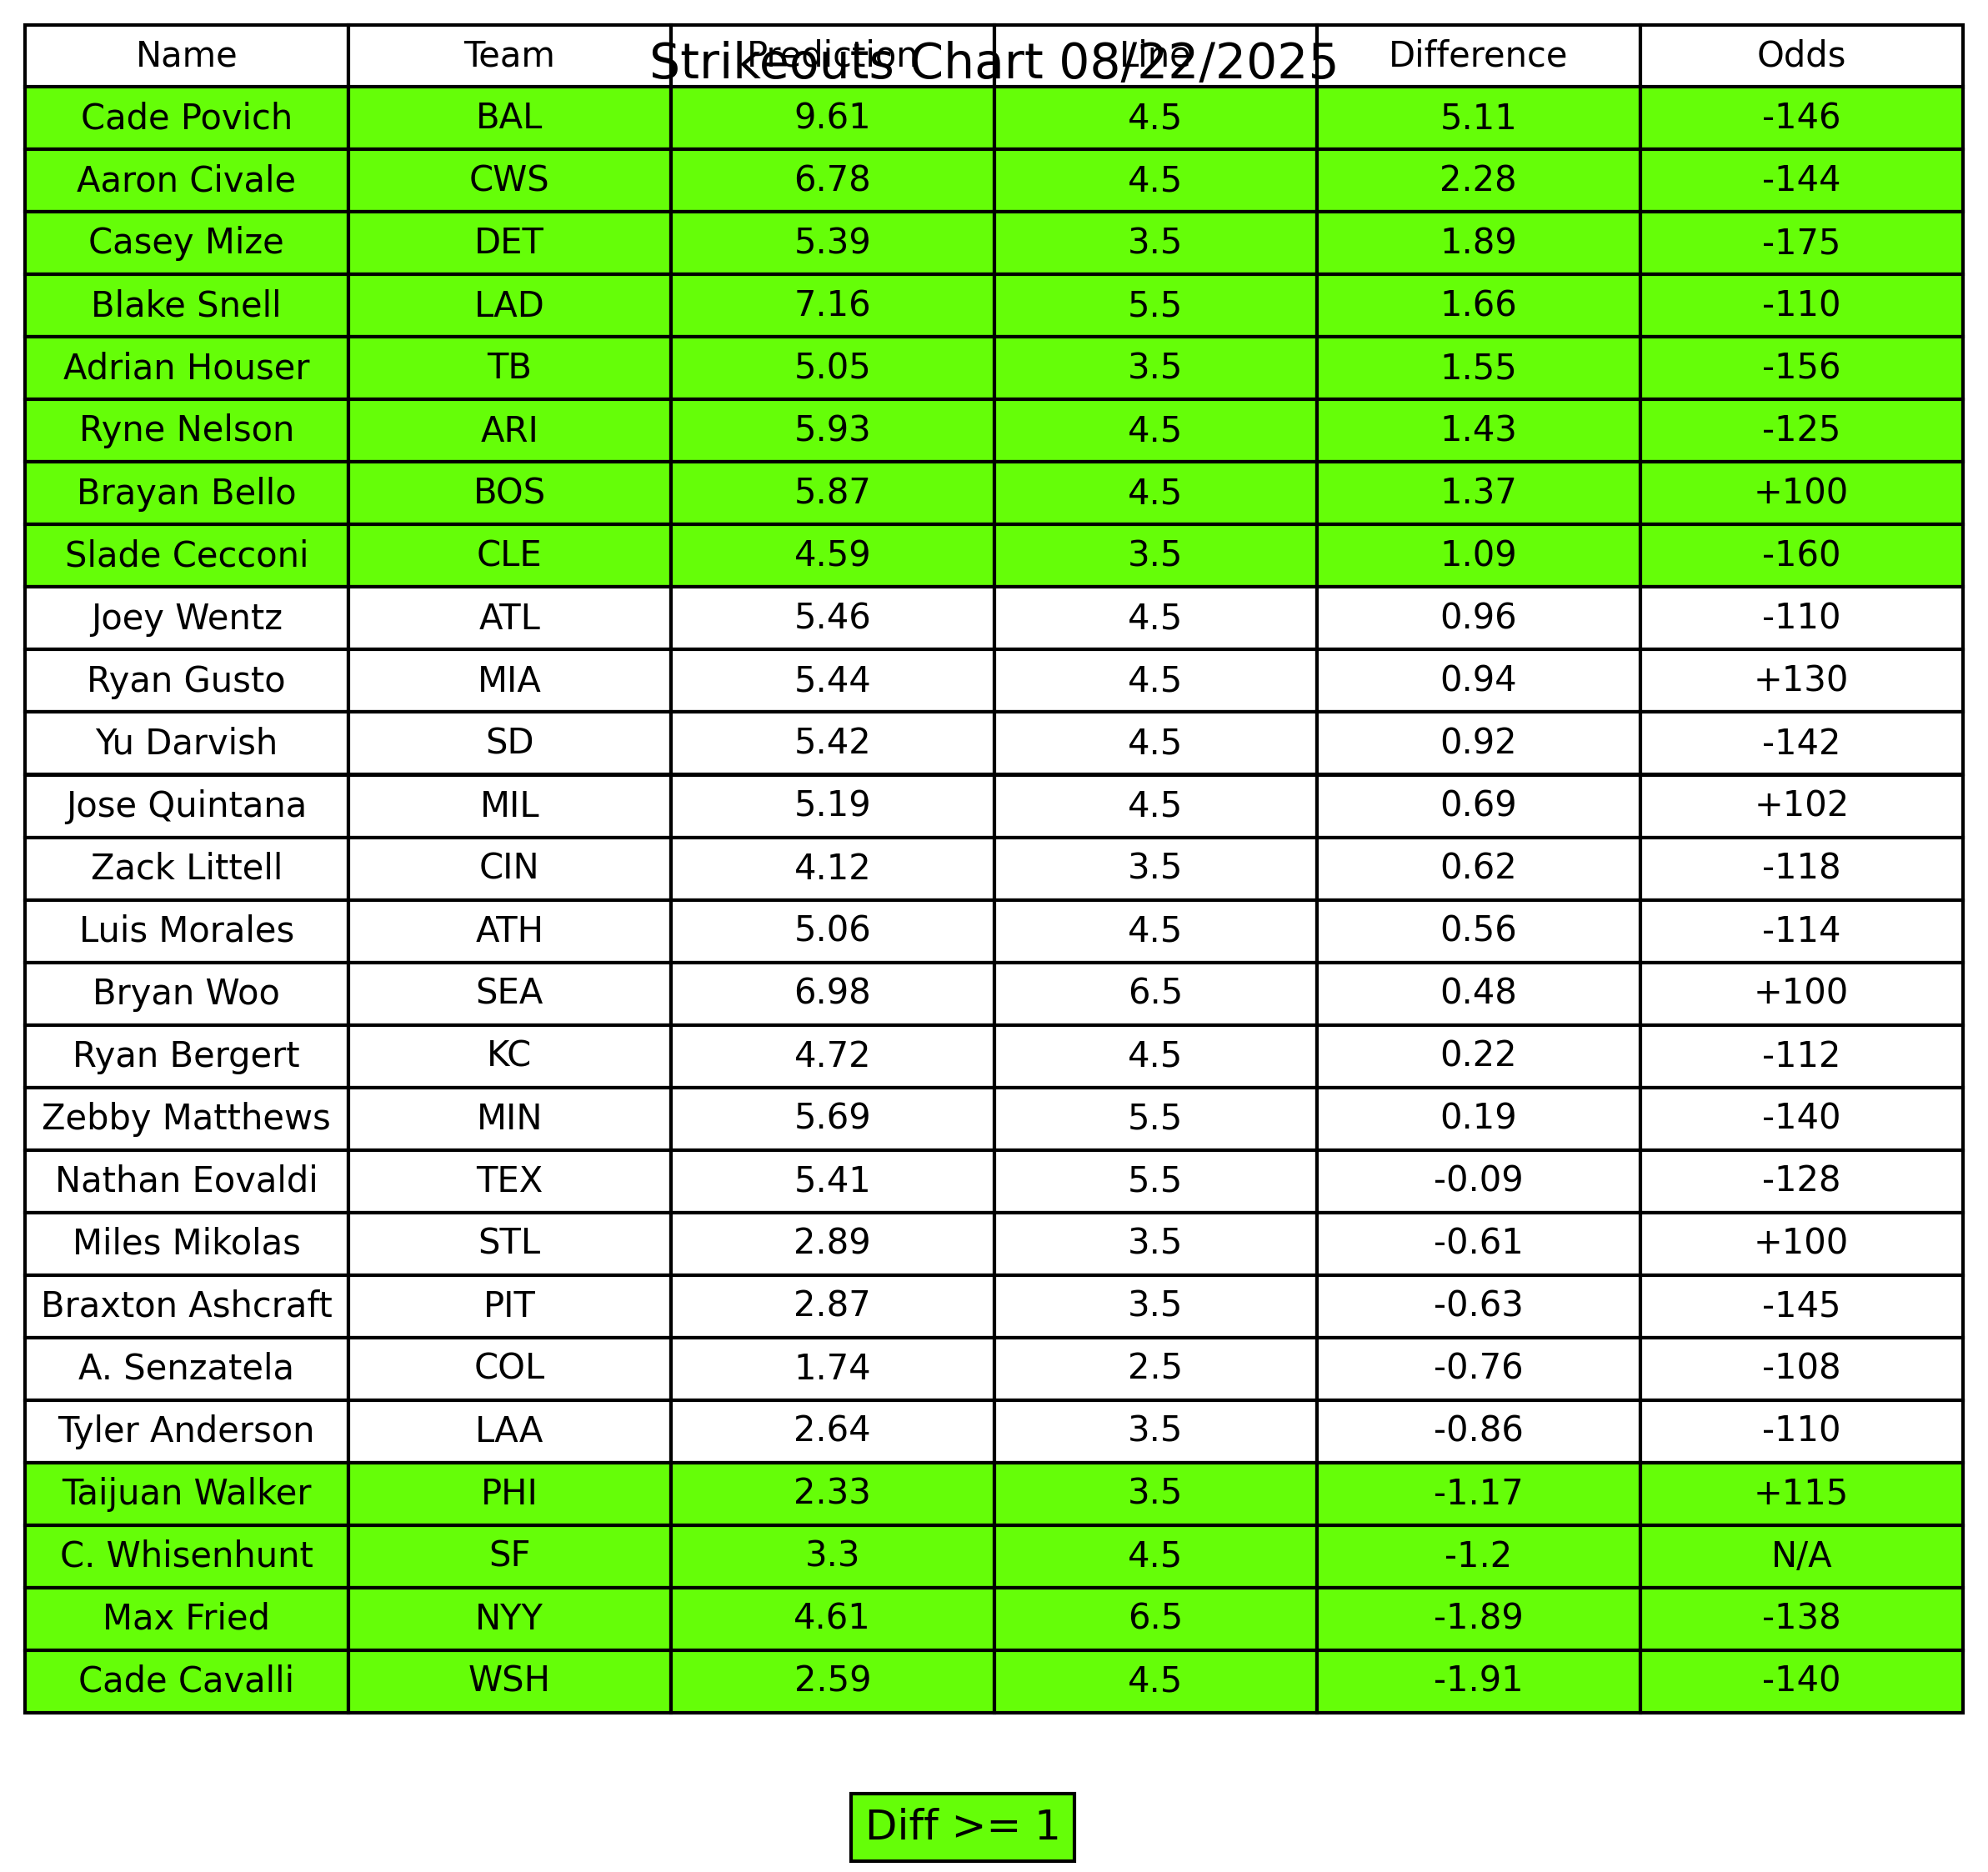 Strikeouts Chart 08/22/2025
Name Team Prediction Line Difference Odds
Cade Povich BAL 9.61 4.5 5.11 -146
Aaron Civale CWS 6.78 4.5 2.28 -144
Casey Mize DET 5.39 3.5 1.89 -175
Blake Snell LAD 7.16 5.5 1.66 -110
Adrian Houser TB 5.05 3.5 1.55 -156
Ryne Nelson ARI 5.93 4.5 1.43 -125
Brayan Bello BOS 5.87 4.5 1.37 +100
Slade Cecconi CLE 4.59 3.5 1.09 -160
Joey Wentz ATL 5.46 4.5 0.96 -110
Ryan Gusto MIA 5.44 4.5 0.94 +130
Yu Darvish SD 5.42 4.5 0.92 -142
Jose Quintana MIL 5.19 4.5 0.69 +102
Zack Littell CIN 4.12 3.5 0.62 -118
Luis Morales ATH 5.06 4.5 0.56 -114
Bryan Woo SEA 6.98 6.5 0.48 +100
Ryan Bergert KC 4.72 4.5 0.22 -112
Zebby Matthews MIN 5.69 5.5 0.19 -140
Nathan Eovaldi TEX 5.41 5.5 -0.09 -128
Miles Mikolas STL 2.89 3.5 -0.61 +100
Braxton Ashcraft PIT 2.87 3.5 -0.63 -145
A. Senzatela COL 1.74 2.5 -0.76 -108
Tyler Anderson LAA 2.64 3.5 -0.86 -110
Taijuan Walker PHI 2.33 3.5 -1.17 +115
C. Whisenhunt SF 3.3 4.5 -1.2 N/A
Max Fried NYY 4.61 6.5 -1.89 -138
Cade Cavalli WSH 2.59 4.5 -1.91 -140
Diff >= 1